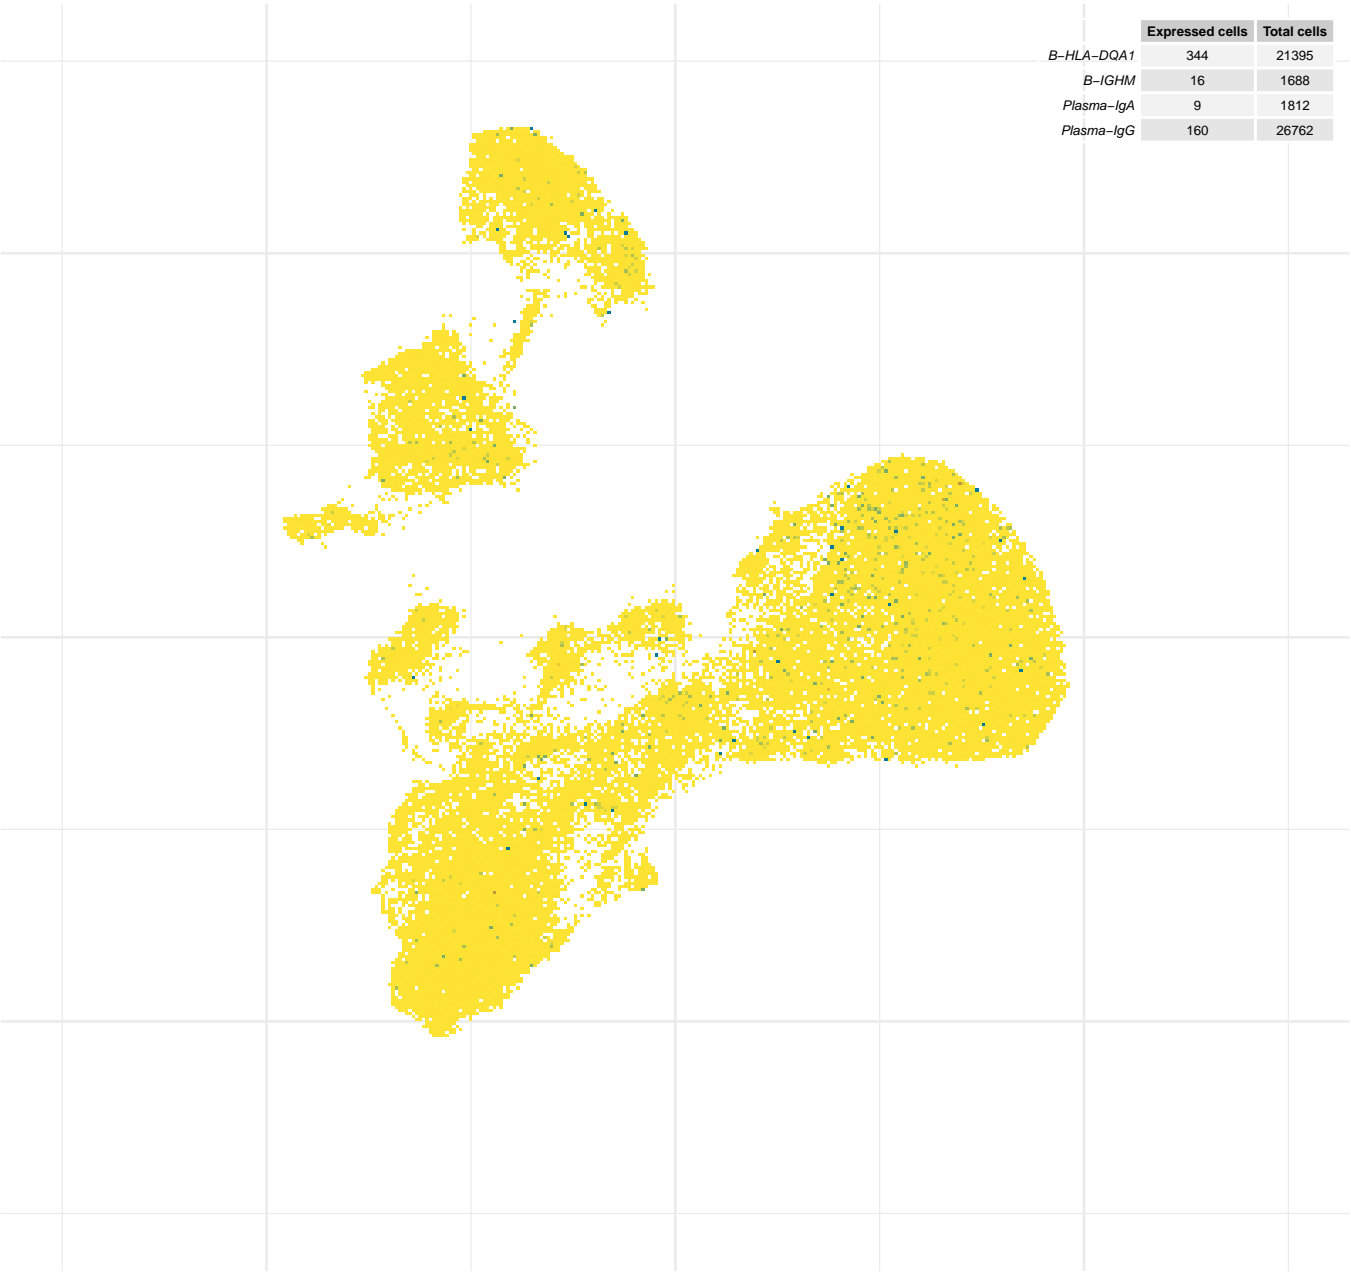 Expressed cells Total cells
B−HLA−DQA1 344 21395
B−IGHM 16 1688
Plasma−IgA 9 1812
Plasma−IgG 160 26762